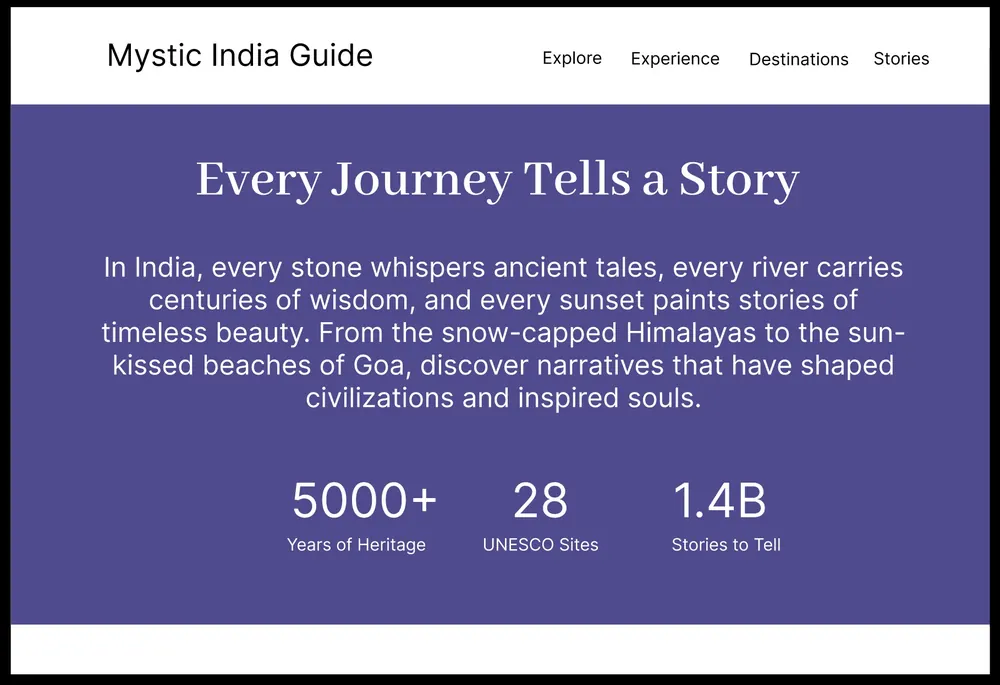 Mystic India Guide
Explore Experience Destinations Stories
Every Journey Tells a Story
In India, every stone whispers ancient tales, every river carries
centuries of wisdom, and every sunset paints stories of
timeless beauty. From the snow-capped Himalayas to the sun-
kissed beaches of Goa, discover narratives that have shaped
civilizations and inspired souls.
5000+ 28 1.4B
Years of Heritage UNESCO Sites Stories to Tell